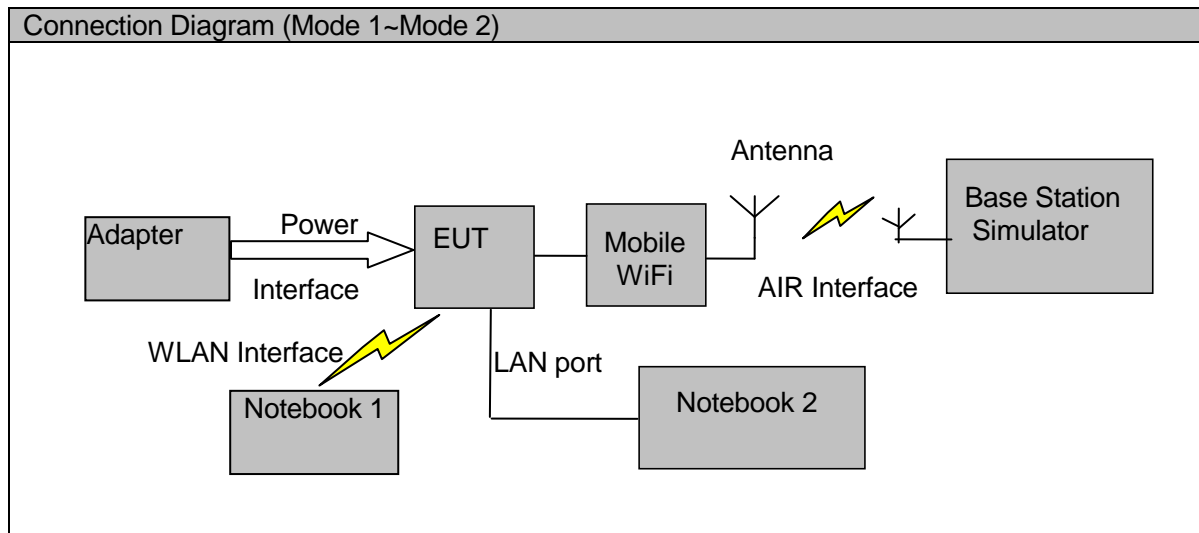 Connection Diagram (Mode 1~Mode 2)
Antenna
Base Station
Simulator
Adapter
Power
Interface
EUT
Mobile
WiFi
AIR Interface
WLAN Interface
LAN port
Notebook 1
Notebook 2